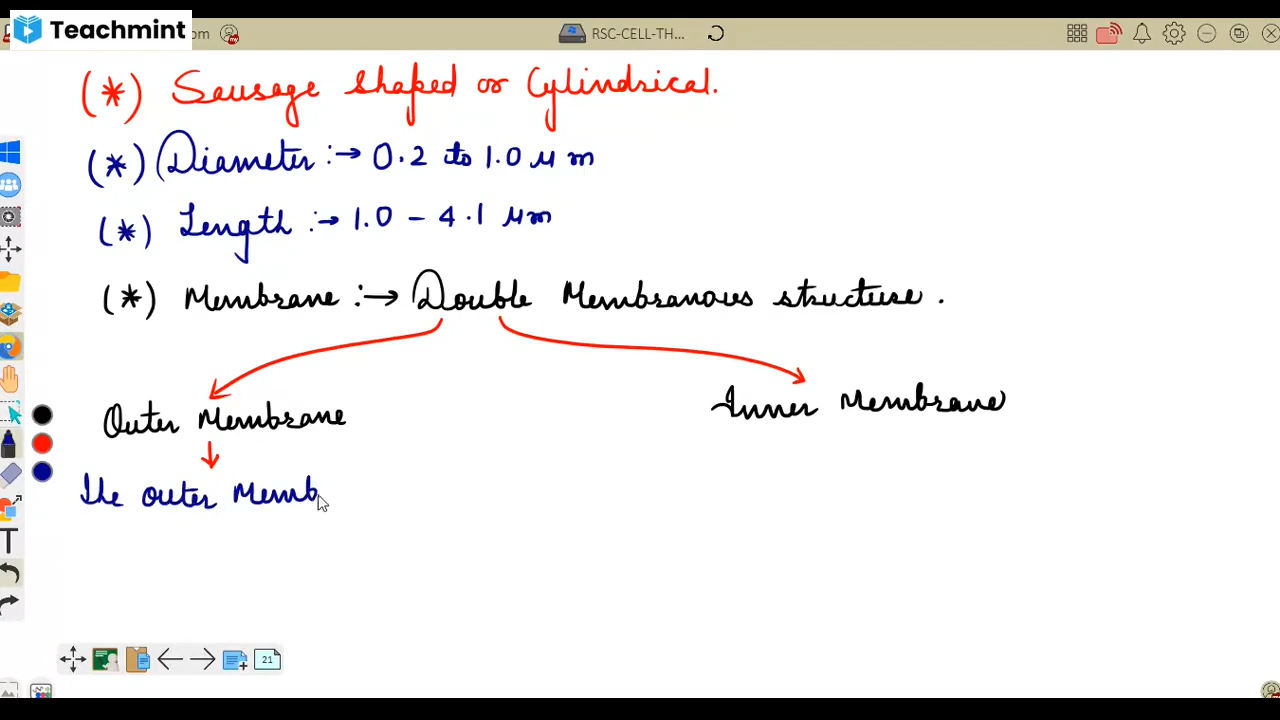 Teachmint
om
RSC-CELL-TH...
(*) Sausage shaped or Cylindrical.
(*) Diameter :→ 0.2 to 1.0 μm
(*) Length :→ 1.0 - 4.1 μm
(*) Membrane :→ Double Membranous structure.
Outer Membrane
Inner Membrane
The outer Memb
T
21